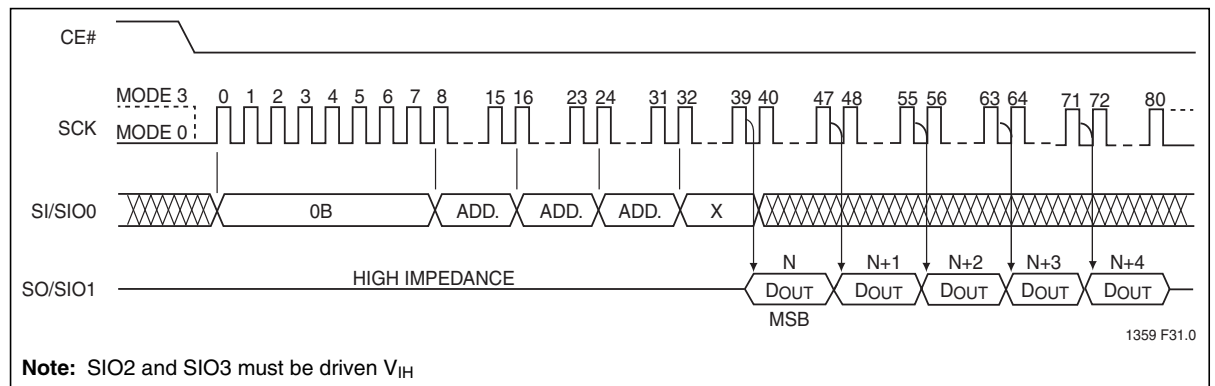 CE#
MODE 3 0 1 2 3 4 5 6 7 8 15 16 23 24 31 32 39 40 47 48 55 56 63 64 71 72 80
SCK
MODE 0
SI/SIO0 0B ADD. ADD. ADD. X
N N+1 N+2 N+3 N+4
SO/SIO1 HIGH IMPEDANCE DOUT DOUT DOUT DOUT DOUT
MSB
1359 F31.0
Note: SIO2 and SIO3 must be driven VIH